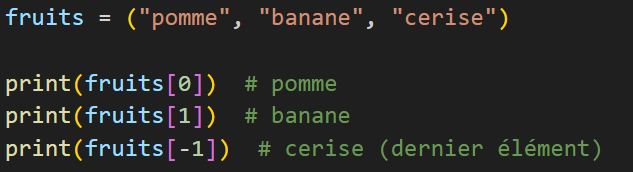 fruits = ("pomme", "banane", "cerise")
print(fruits[0])  # pomme
print(fruits[1])  # banane
print(fruits[-1])  # cerise (dernier élément)